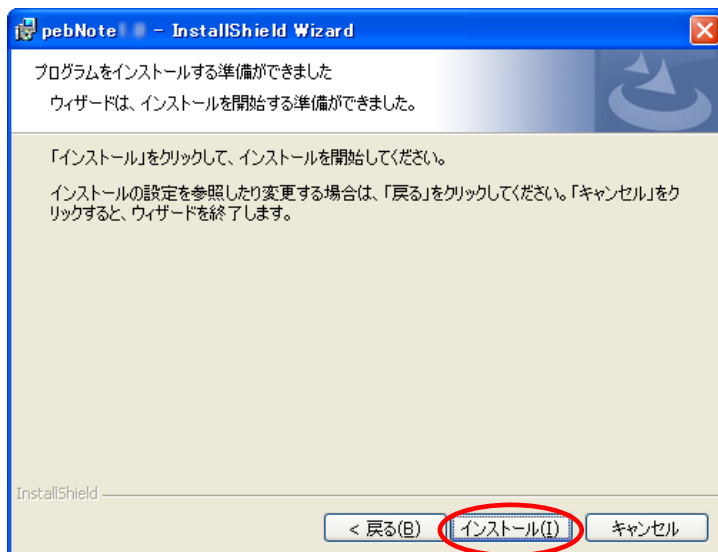 pebNote - InstallShield Wizard
プログラムをインストールする準備ができました
ウィザードは、インストールを開始する準備ができました。
「インストール」をクリックして、インストールを開始してください。
インストールの設定を参照したり変更する場合は、「戻る」をクリックしてください。「キャンセル」をク
リックすると、ウィザードを終了します。
InstallShield
< 戻る(B) インストール(I) キャンセル